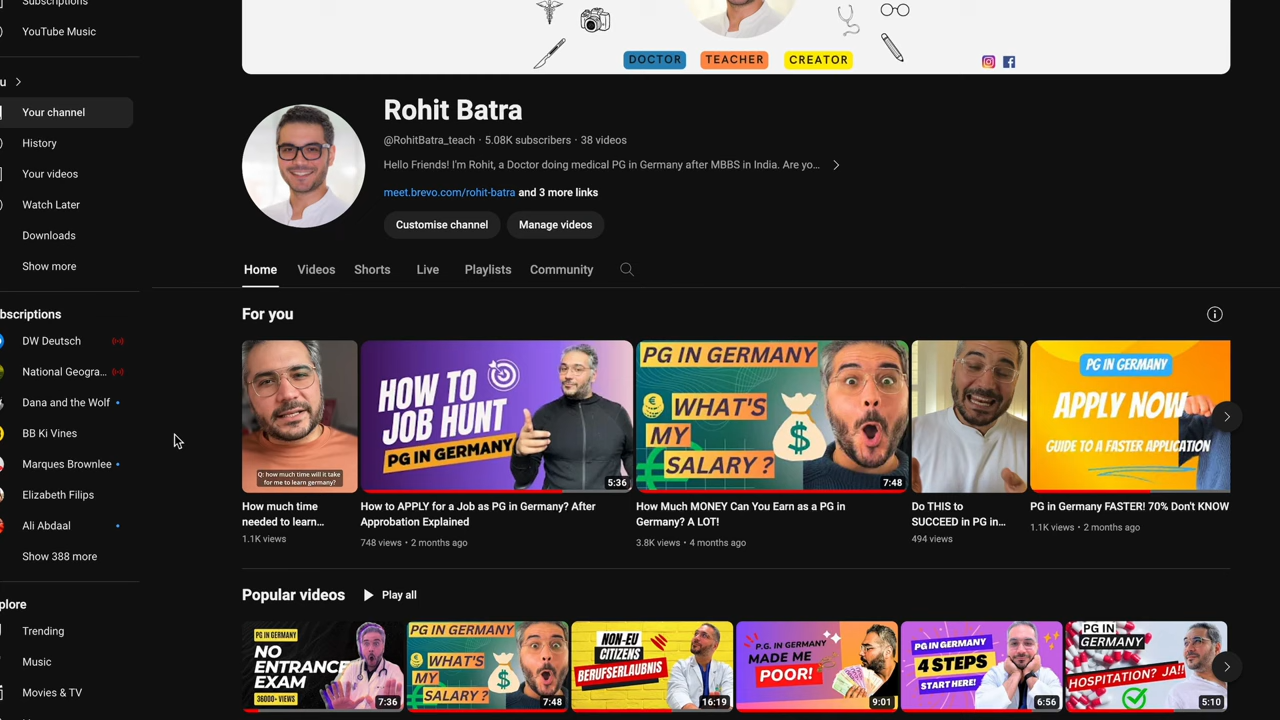 Subscriptions
YouTube Music
u
Your channel
History
Your videos
Watch Later
Downloads
Show more
bscriptions
DW Deutsch
National Geogra...
Dana and the Wolf
BB Ki Vines
Marques Brownlee
Elizabeth Filips
Ali Abdaal
Show 388 more
plore
Trending
Music
Movies & TV
DOCTOR
TEACHER
CREATOR
Rohit Batra
@RohitBatra_teach · 5.08K subscribers · 38 videos
Hello Friends! I'm Rohit, a Doctor doing medical PG in Germany after MBBS in India. Are yo...
meet.brevo.com/rohit-batra and 3 more links
Customise channel
Manage videos
Home
Videos
Shorts
Live
Playlists
Community
For you
Q: how much time will it take
for me to learn germany?
How much time
needed to learn...
1.1K views
HOW TO
JOB HUNT
PG IN GERMANY
5:36
How to APPLY for a Job as PG in Germany? After
Approbation Explained
748 views · 2 months ago
PG IN GERMANY
WHAT'S
MY
SALARY ?
7:48
How Much MONEY Can You Earn as a PG in
Germany? A LOT!
3.8K views · 4 months ago
Do THIS to
SUCCEED in PG in...
494 views
PG IN GERMANY
APPLY NOW
GUIDE TO A FASTER APPLICATION
PG in Germany FASTER! 70% Don't KNOW
1.1K views · 2 months ago
Popular videos
Play all
PG IN GERMANY
NO
ENTRANCE
EXAM
36000+ VIEWS
7:36
PG IN GERMANY
WHAT'S
MY
SALARY ?
7:48
NON-EU
CITIZENS
BERUFSERLAUBNIS
16:19
P.G. IN GERMANY
MADE ME
POOR!
9:01
PG IN GERMANY
4 STEPS
START HERE!
6:56
PG IN
GERMANY
HOSPITATION? JA!!
5:10